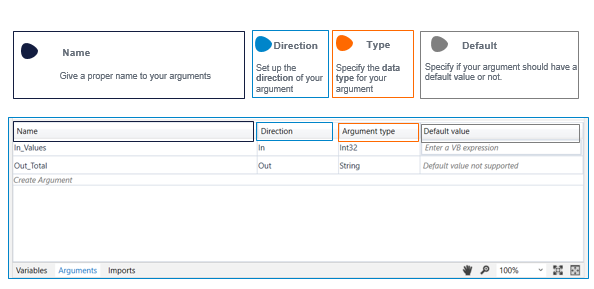 Name
Give a proper name to your arguments
Direction
Set up the
direction of your
argument
Type
Specify the data
type for your
argument
Default
Specify if your argument should have a
default value or not.
Name Direction Argument type Default value
In_Values In Int32 Enter a VB expression
Out_Total Out String Default value not supported
Create Argument
Variables Arguments Imports 100%